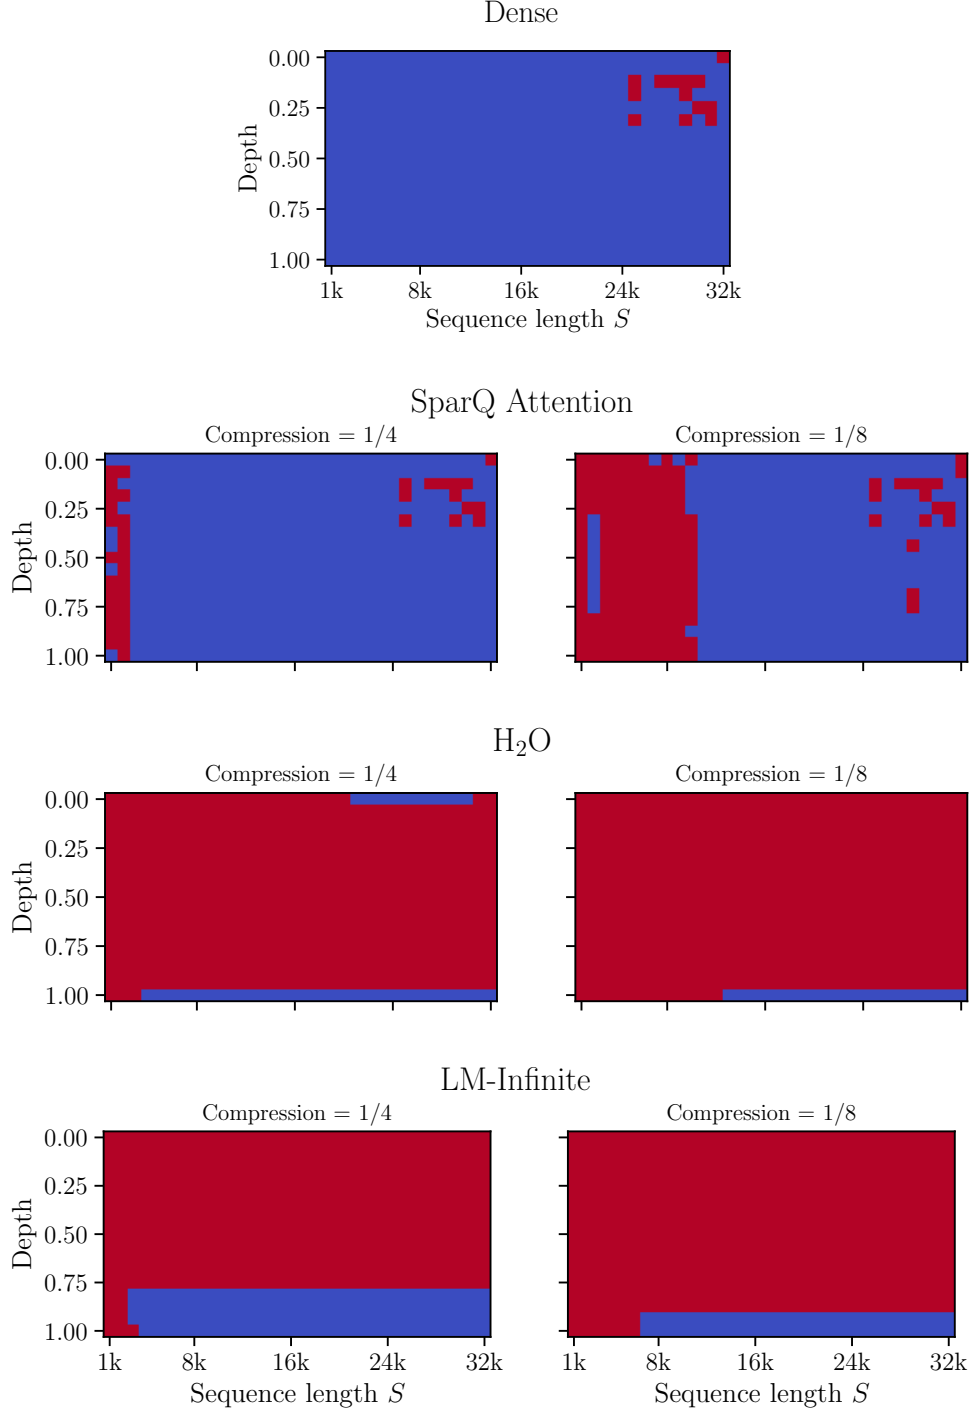 Dense
0.00
0.25
0.50
0.75
1.00
Depth
1k 8k 16k 24k 32k
Sequence length S
SparQ Attention
Compression = 1/4 Compression = 1/8
0.00
0.25
0.50
0.75
1.00
Depth
H₂O
Compression = 1/4 Compression = 1/8
0.00
0.25
0.50
0.75
1.00
Depth
LM-Infinite
Compression = 1/4 Compression = 1/8
0.00
0.25
0.50
0.75
1.00
Depth
1k 8k 16k 24k 32k 1k 8k 16k 24k 32k
Sequence length S Sequence length S